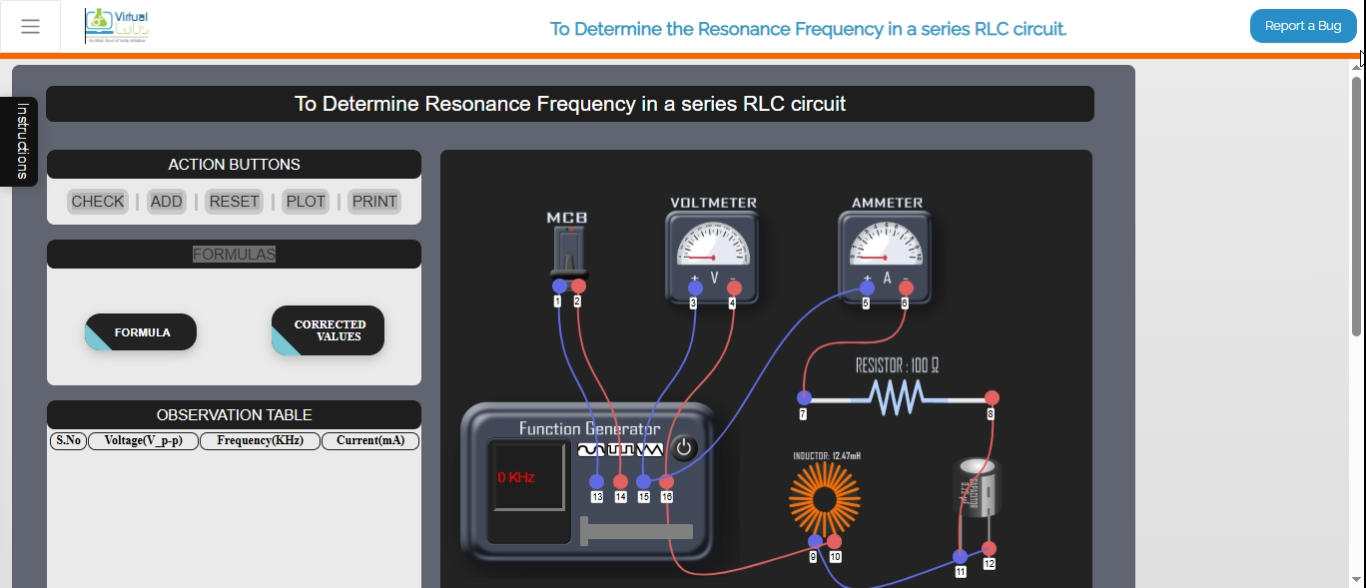 Virtual
Labs
To Determine the Resonance Frequency in a series RLC circuit.
Report a Bug
Instructions
To Determine Resonance Frequency in a series RLC circuit
ACTION BUTTONS
CHECK | ADD | RESET | PLOT | PRINT
FORMULAS
FORMULA
CORRECTED
VALUES
OBSERVATION TABLE
S.No Voltage(V_p-p) Frequency(KHz) Current(mA)
MCB
1 2
VOLTMETER
+ V -
3 4
AMMETER
+ A -
5 6
RESISTOR : 100 Ω
7 8
Function Generator
0 KHz
13 14 15 16
INDUCTOR: 12.47mH
9 10
CAPACITOR
11 12